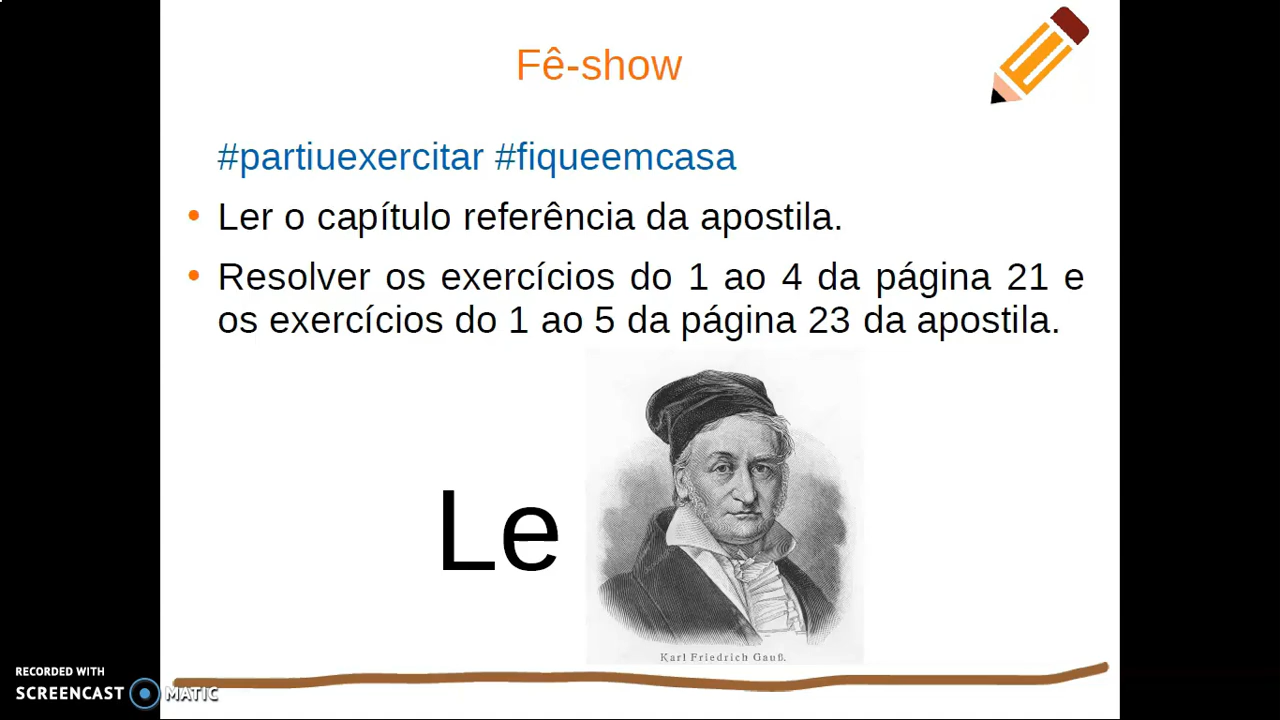 Fê-show
#partiuexercitar #fiqueemcasa
• Ler o capítulo referência da apostila.
• Resolver os exercícios do 1 ao 4 da página 21 e
os exercícios do 1 ao 5 da página 23 da apostila.
Le
Karl Friedrich Gauß.
RECORDED WITH
SCREENCAST MATIC